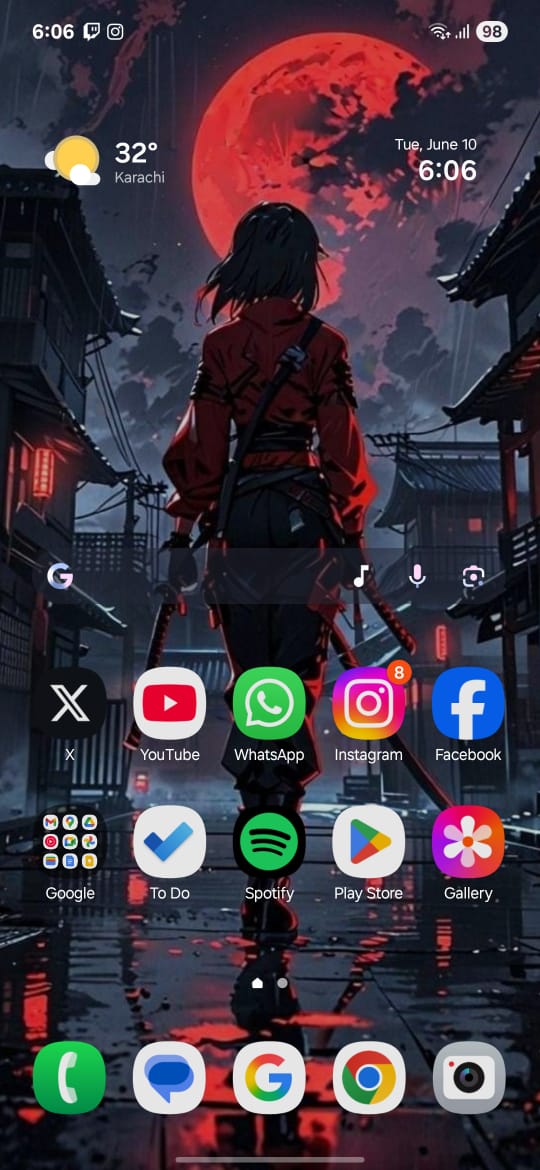 6:06
98
32°
Karachi
Tue, June 10
6:06
8
X
YouTube
WhatsApp
Instagram
Facebook
Google
To Do
Spotify
Play Store
Gallery